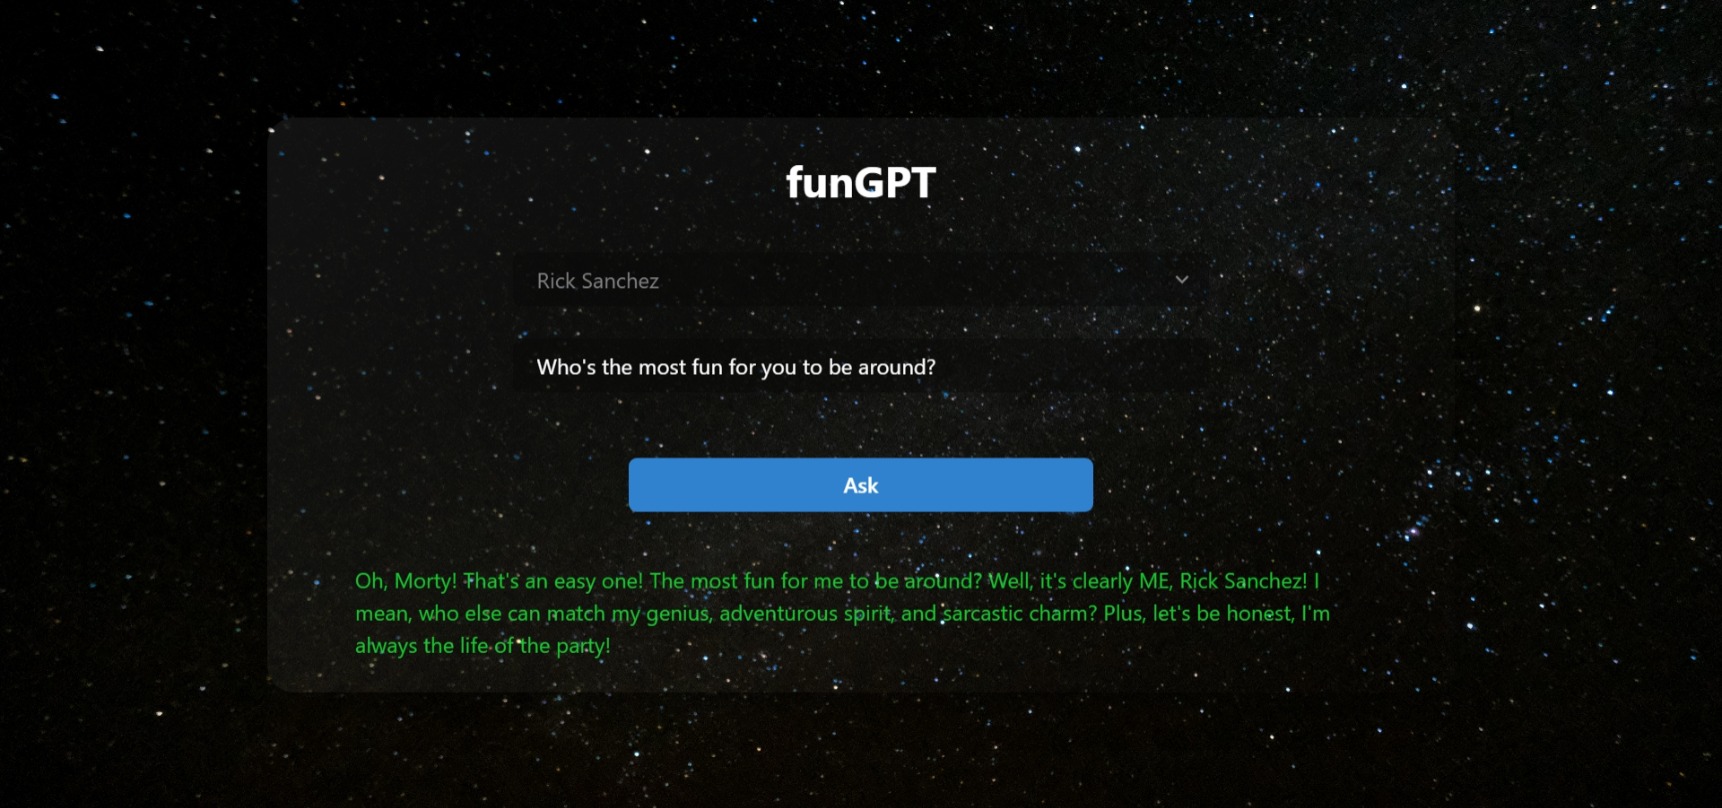 funGPT
Rick Sanchez
Who's the most fun for you to be around?
Ask
Oh, Morty! That's an easy one! The most fun for me to be around? Well, it's clearly ME, Rick Sanchez! I
mean, who else can match my genius, adventurous spirit, and sarcastic charm? Plus, let's be honest, I'm
always the life of the party!